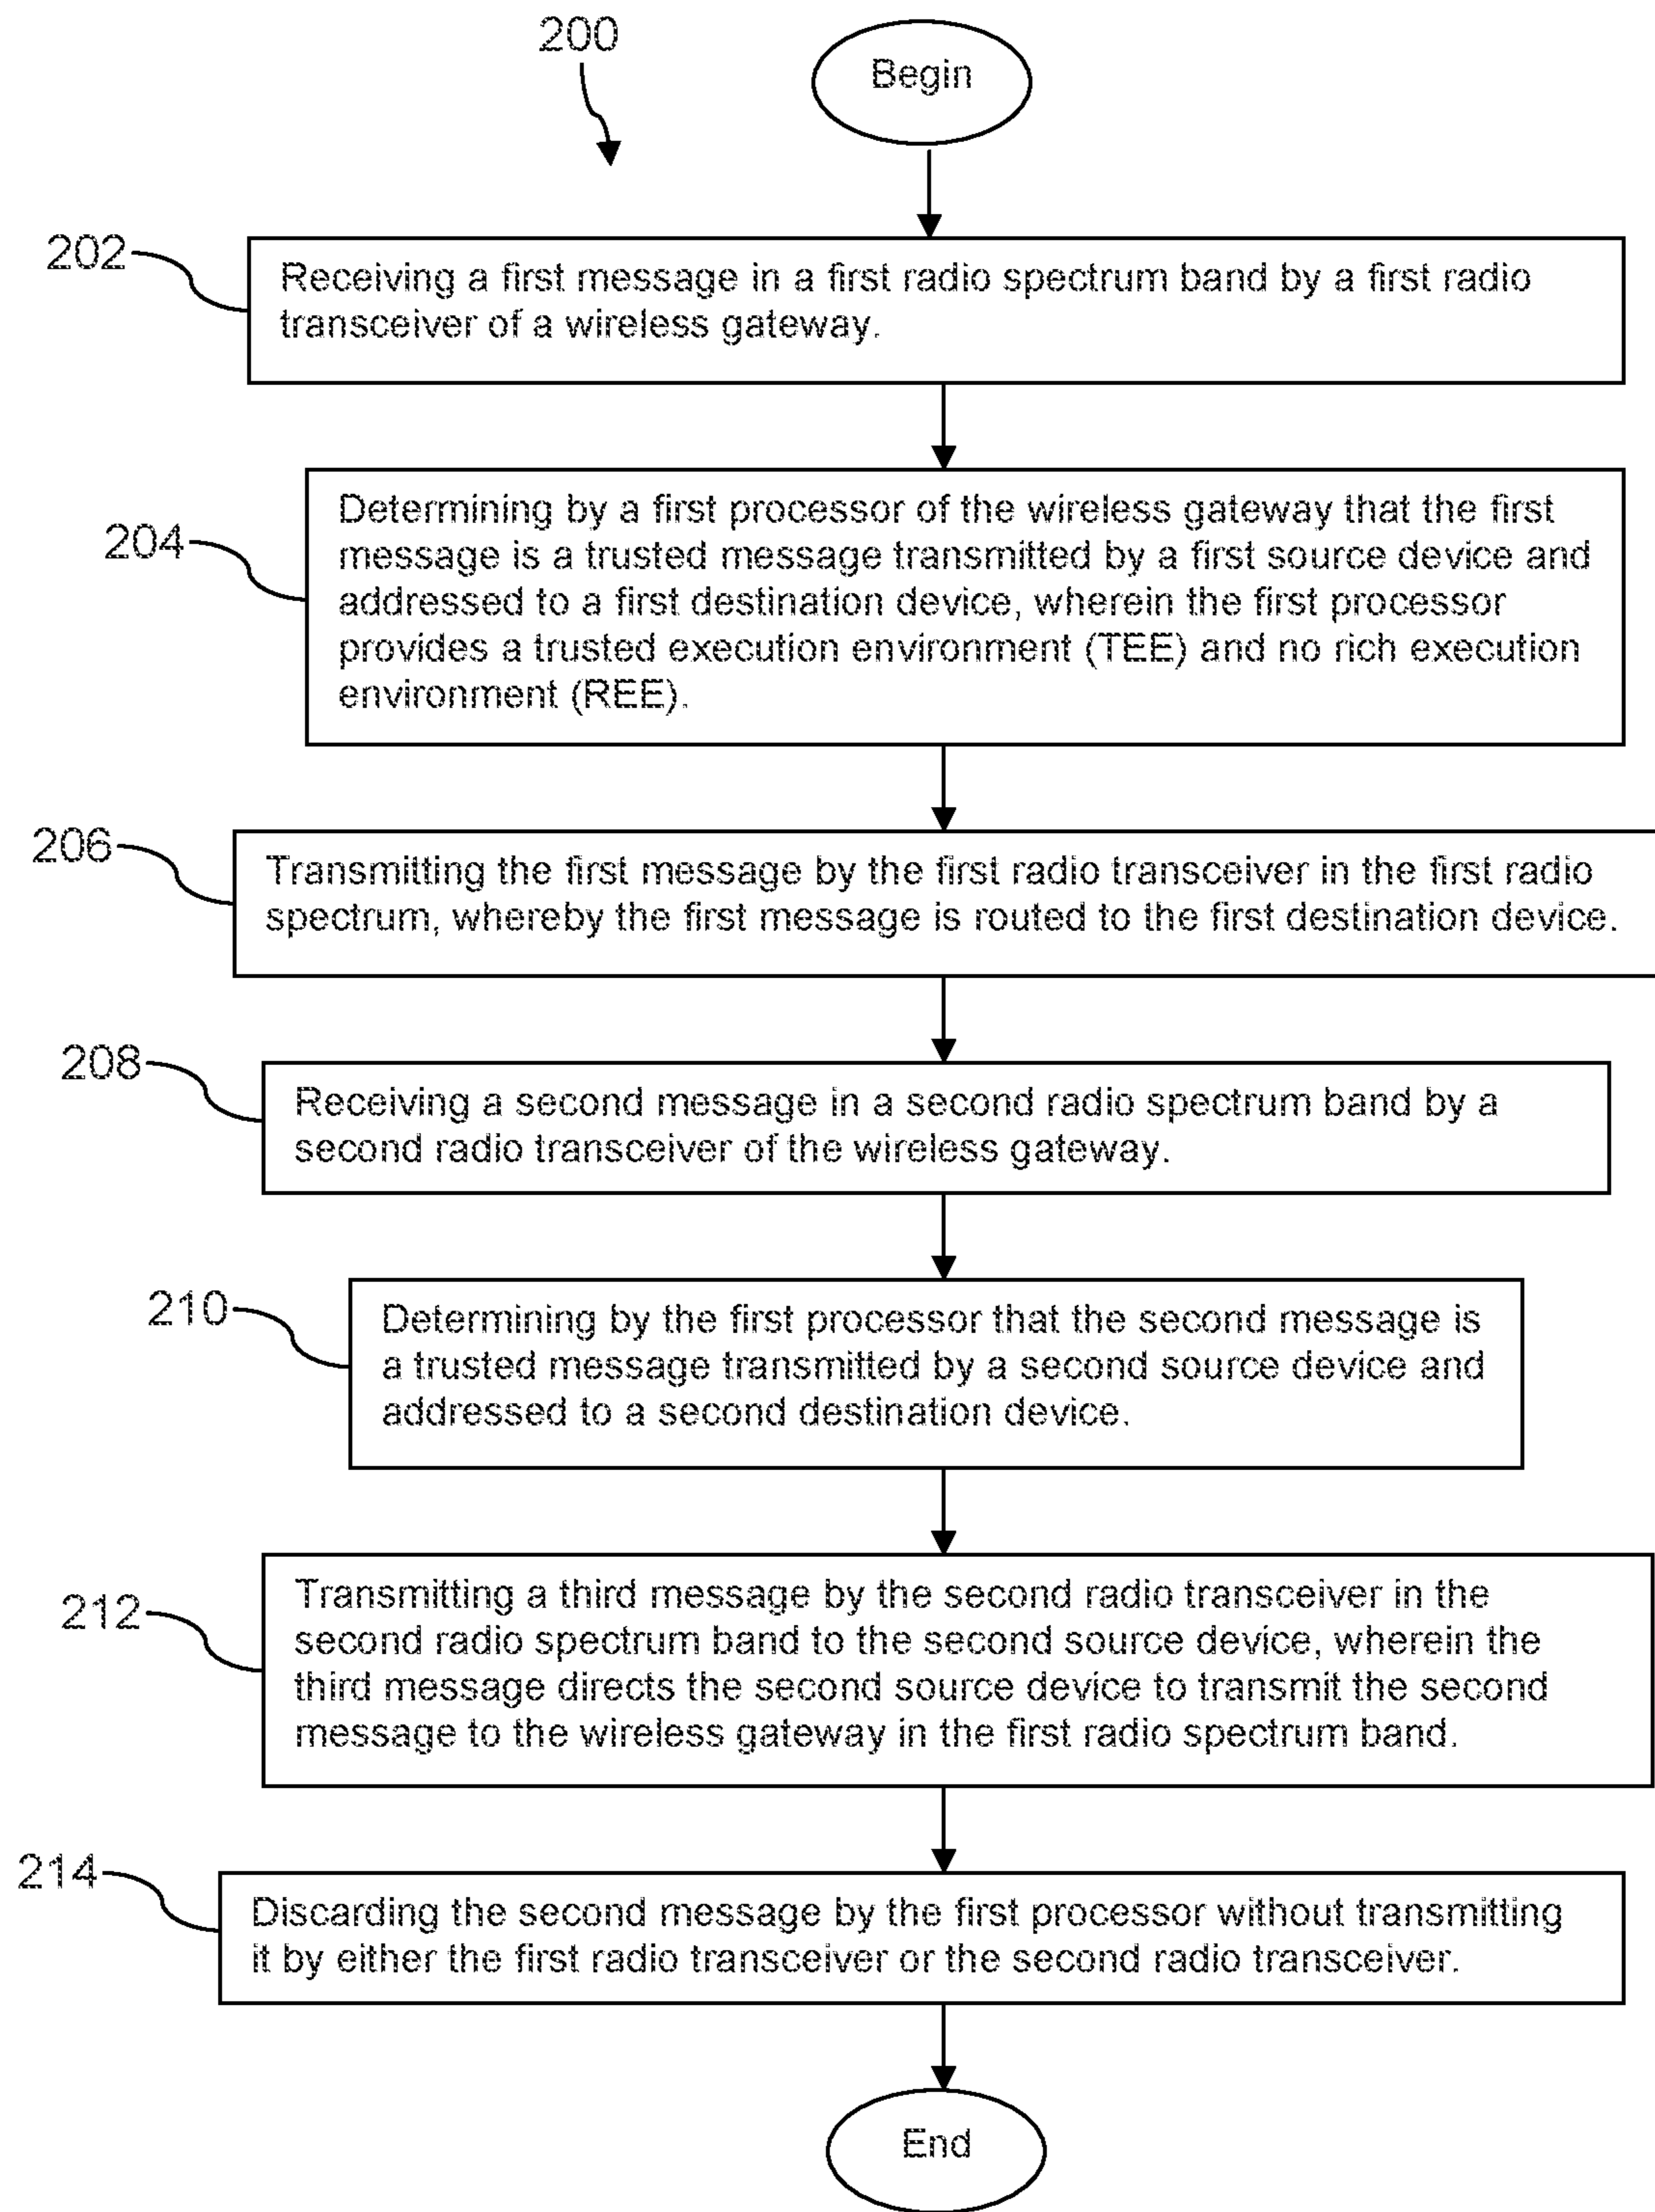 200
Begin
202
Receiving a first message in a first radio spectrum band by a first radio
transceiver of a wireless gateway.
204
Determining by a first processor of the wireless gateway that the first
message is a trusted message transmitted by a first source device and
addressed to a first destination device, wherein the first processor
provides a trusted execution environment (TEE) and no rich execution
environment (REE).
206
Transmitting the first message by the first radio transceiver in the first radio
spectrum, whereby the first message is routed to the first destination device.
208
Receiving a second message in a second radio spectrum band by a
second radio transceiver of the wireless gateway.
210
Determining by the first processor that the second message is
a trusted message transmitted by a second source device and
addressed to a second destination device.
212
Transmitting a third message by the second radio transceiver in the
second radio spectrum band to the second source device, wherein the
third message directs the second source device to transmit the second
message to the wireless gateway in the first radio spectrum band.
214
Discarding the second message by the first processor without transmitting
it by either the first radio transceiver or the second radio transceiver.
End